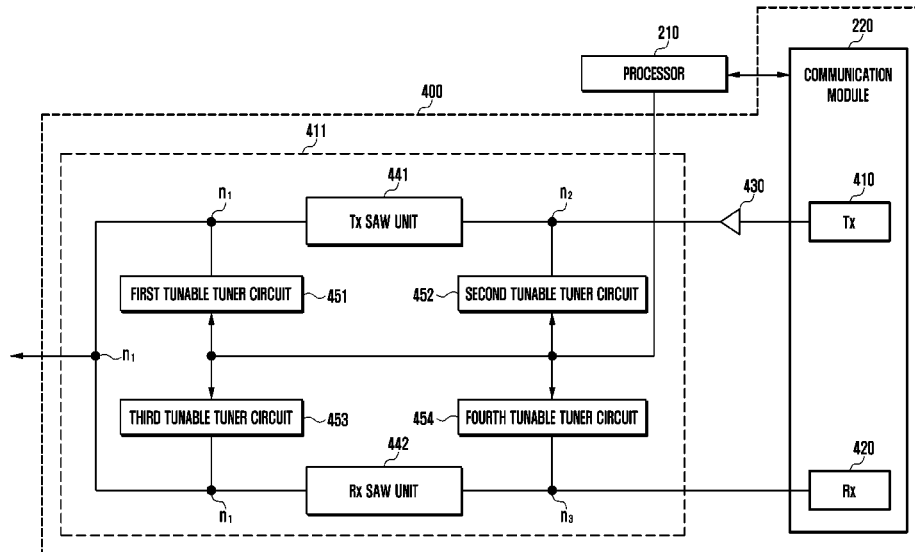 210
220
PROCESSOR
COMMUNICATION
MODULE
400
411
441
n1
n2
430
410
Tx SAW UNIT
Tx
FIRST TUNABLE TUNER CIRCUIT
451
452
SECOND TUNABLE TUNER CIRCUIT
n1
THIRD TUNABLE TUNER CIRCUIT
453
454
FOURTH TUNABLE TUNER CIRCUIT
442
420
Rx SAW UNIT
Rx
n1
n3